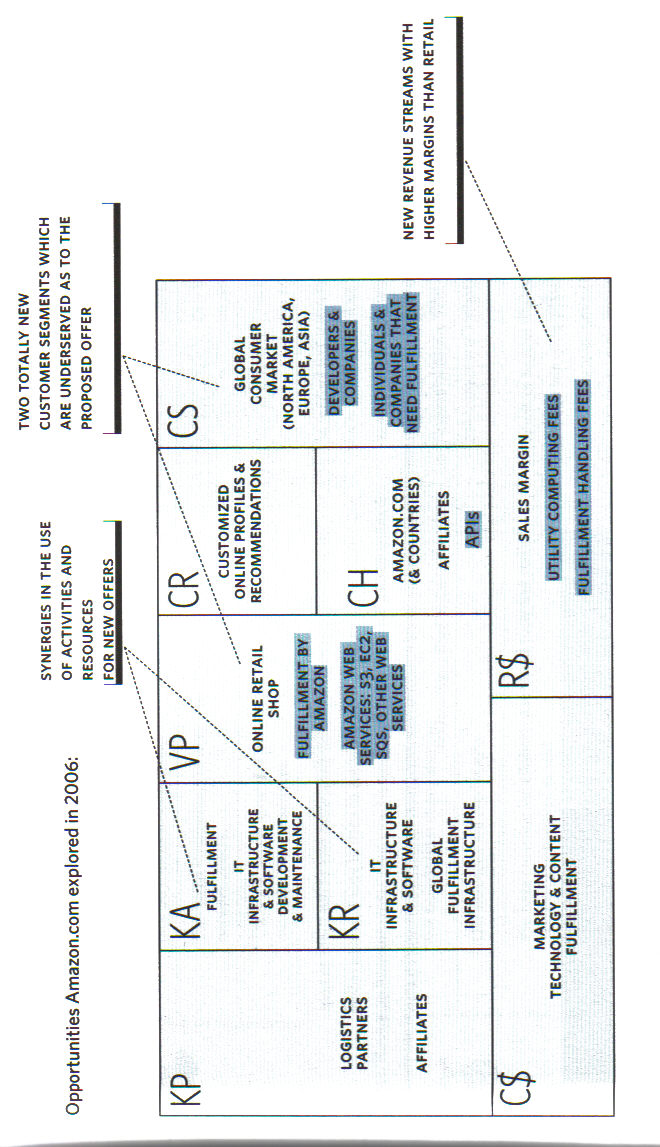 Opportunities Amazon.com explored in 2006:
SYNERGIES IN THE USE
OF ACTIVITIES AND
RESOURCES
FOR NEW OFFERS
TWO TOTALLY NEW
CUSTOMER SEGMENTS WHICH
ARE UNDERSERVED AS TO THE
PROPOSED OFFER
KP
LOGISTICS
PARTNERS
AFFILIATES
KA
FULFILLMENT
IT
INFRASTRUCTURE
& SOFTWARE
DEVELOPMENT
& MAINTENANCE
KR
IT
INFRASTRUCTURE
& SOFTWARE
GLOBAL
FULFILLMENT
INFRASTRUCTURE
VP
ONLINE RETAIL
SHOP
FULFILLMENT BY
AMAZON
AMAZON WEB
SERVICES: S3, EC2,
SQS, OTHER WEB
SERVICES
CR
CUSTOMIZED
ONLINE PROFILES &
RECOMMENDATIONS
CH
AMAZON.COM
(& COUNTRIES)
AFFILIATES
APIs
CS
GLOBAL
CONSUMER
MARKET
(NORTH AMERICA,
EUROPE, ASIA)
DEVELOPERS &
COMPANIES
INDIVIDUALS &
COMPANIES THAT
NEED FULFILLMENT
C$
MARKETING
TECHNOLOGY & CONTENT
FULFILLMENT
R$
SALES MARGIN
UTILITY COMPUTING FEES
FULFILLMENT HANDLING FEES
NEW REVENUE STREAMS WITH
HIGHER MARGINS THAN RETAIL